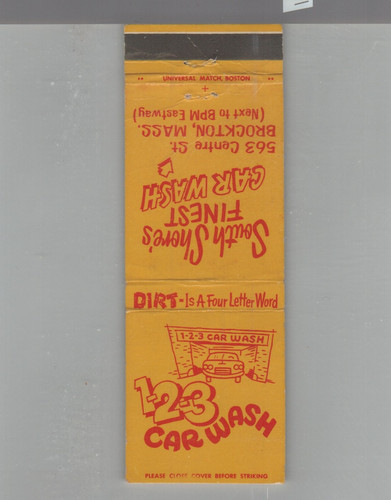 UNIVERSAL MATCH, BOSTON
563 Centre St.
BROCKTON, MASS.
(Next to BPM Eastway)
South Shore's
FINEST
CAR WASH
DIRT - Is A Four Letter Word
1-2-3 CAR WASH
1-2-3
CAR WASH
PLEASE CLOSE COVER BEFORE STRIKING